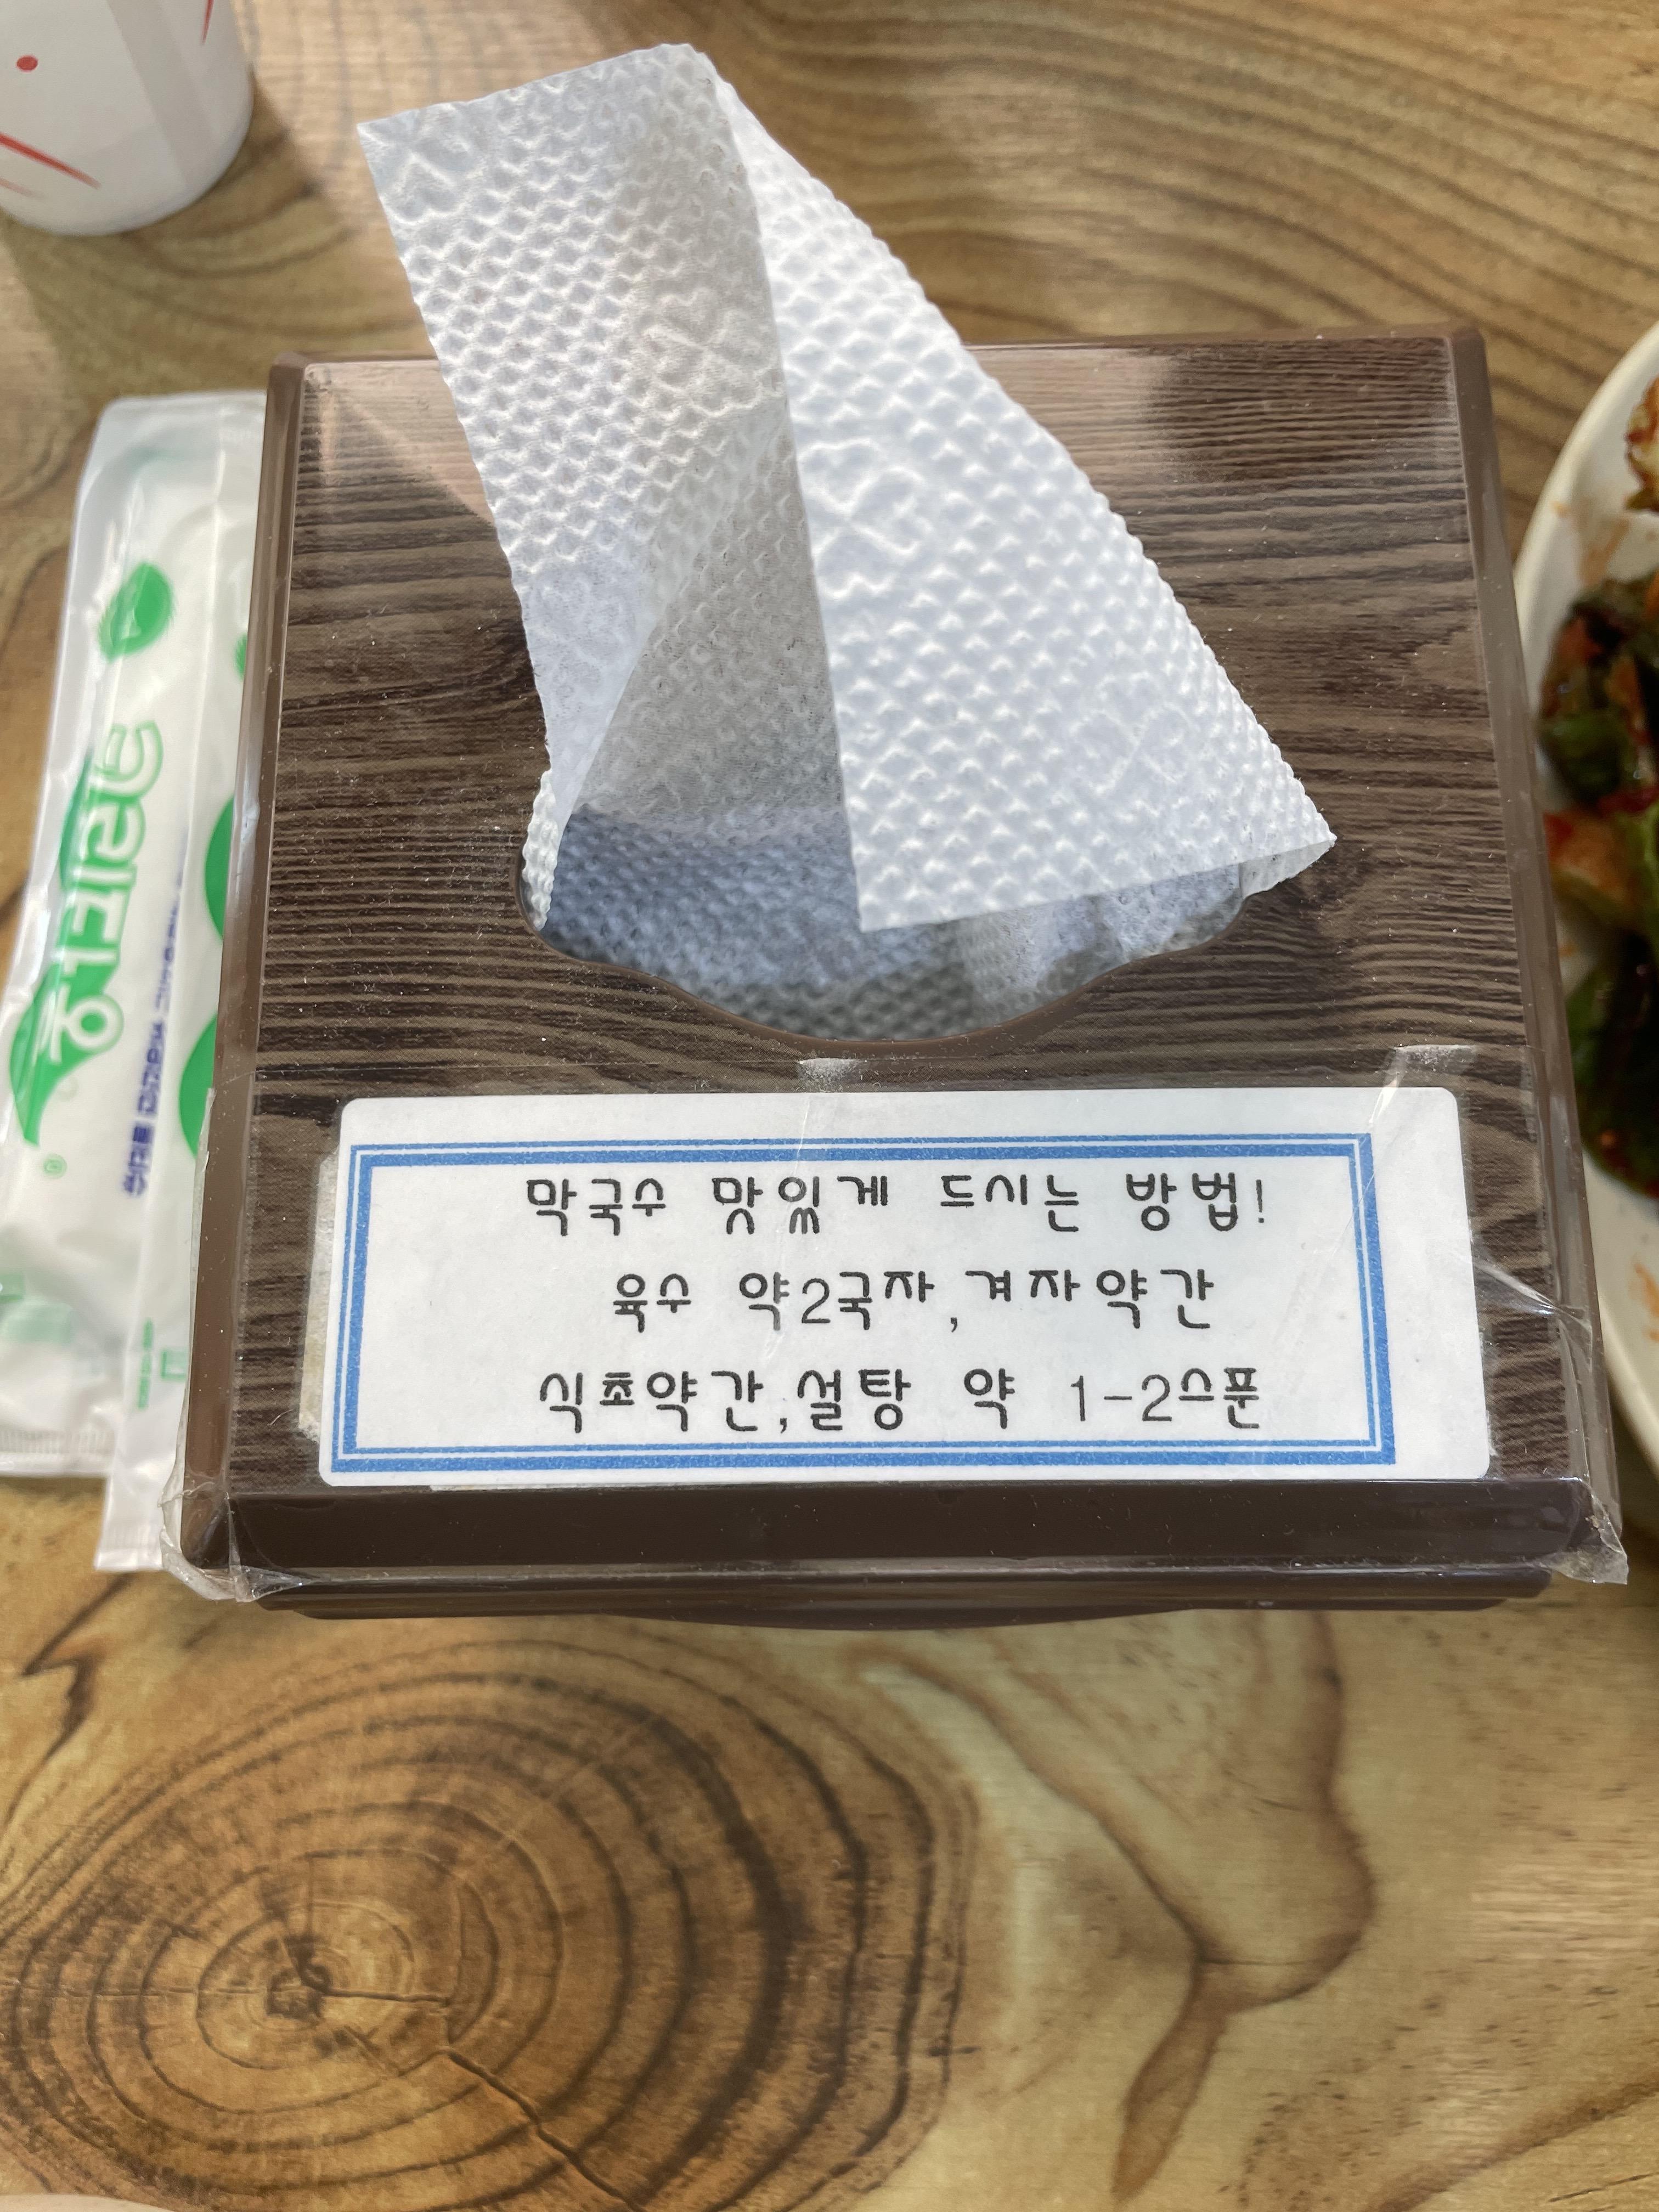 막국수 맛있게 드시는 방법!
육수 약2국자,겨자약간
식초약간,설탕 약 1-2스푼